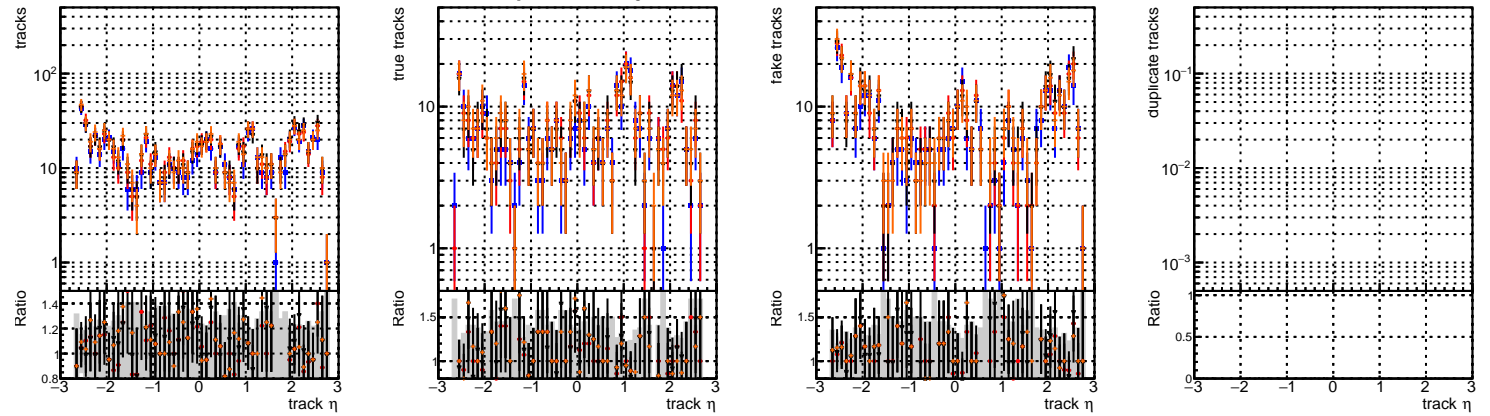 tracks
10²
10
1
Ratio
1.4
1.2
1
0.8
−3 −2 −1 0 1 2 3
track η
true tracks
10
1
Ratio
1.5
1
−3 −2 −1 0 1 2 3
track η
fake tracks
10
1
Ratio
1.5
1
−3 −2 −1 0 1 2 3
track η
duplicate tracks
10⁻¹
10⁻²
10⁻³
Ratio
1
0.5
0
−3 −2 −1 0 1 2 3
track η